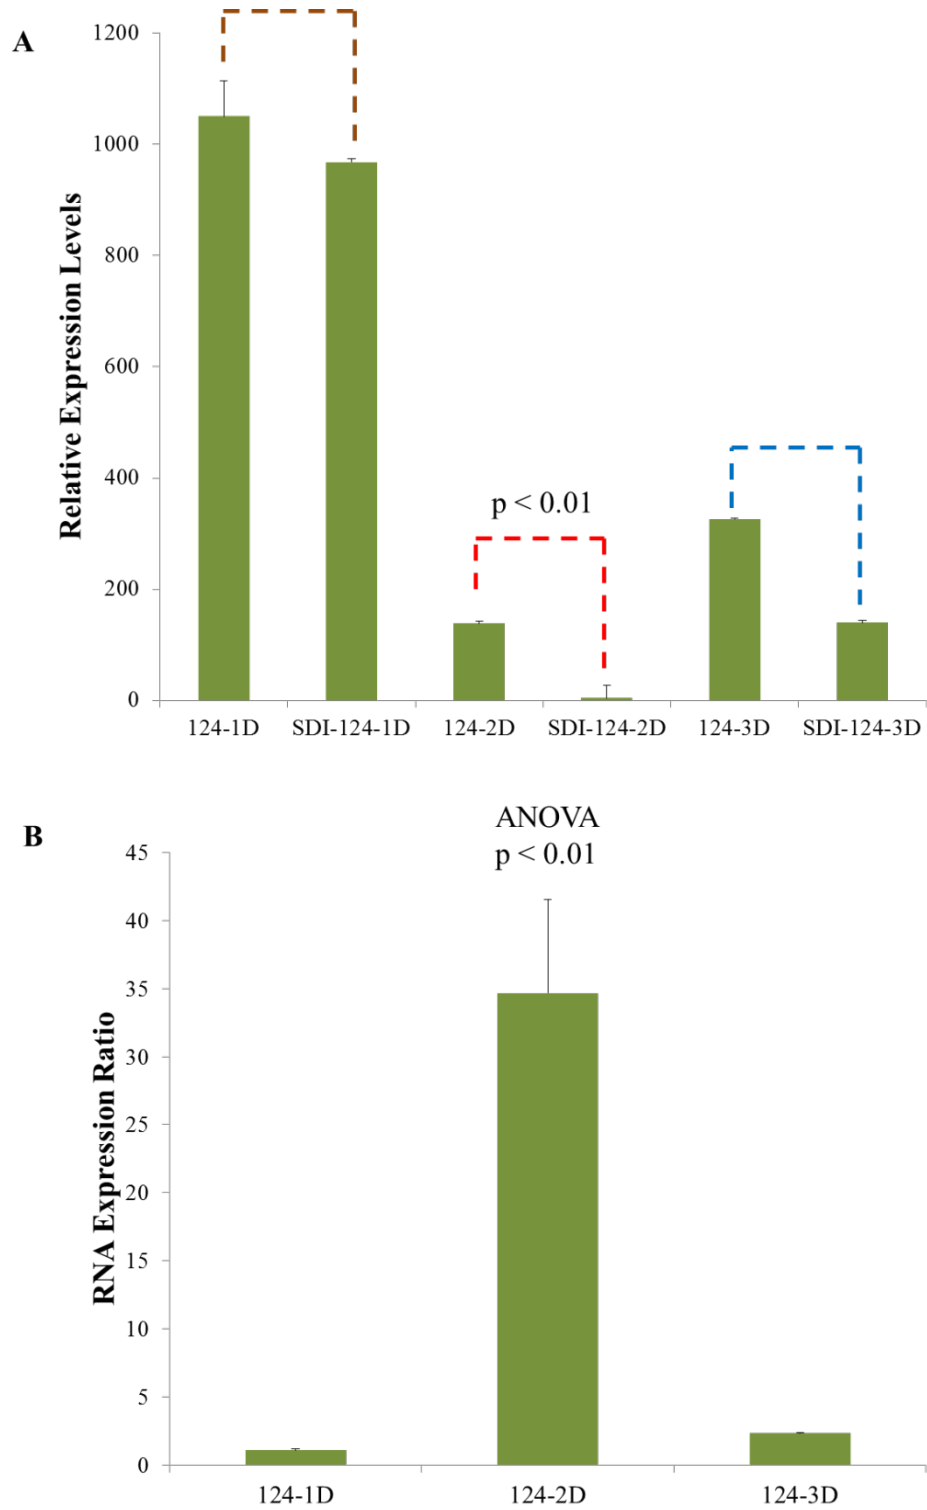 A
Relative Expression Levels
1200
1000
800
600
400
200
0
p < 0.01
124-1D
SDI-124-1D
124-2D
SDI-124-2D
124-3D
SDI-124-3D
B
ANOVA
p < 0.01
RNA Expression Ratio
45
40
35
30
25
20
15
10
5
0
124-1D
124-2D
124-3D